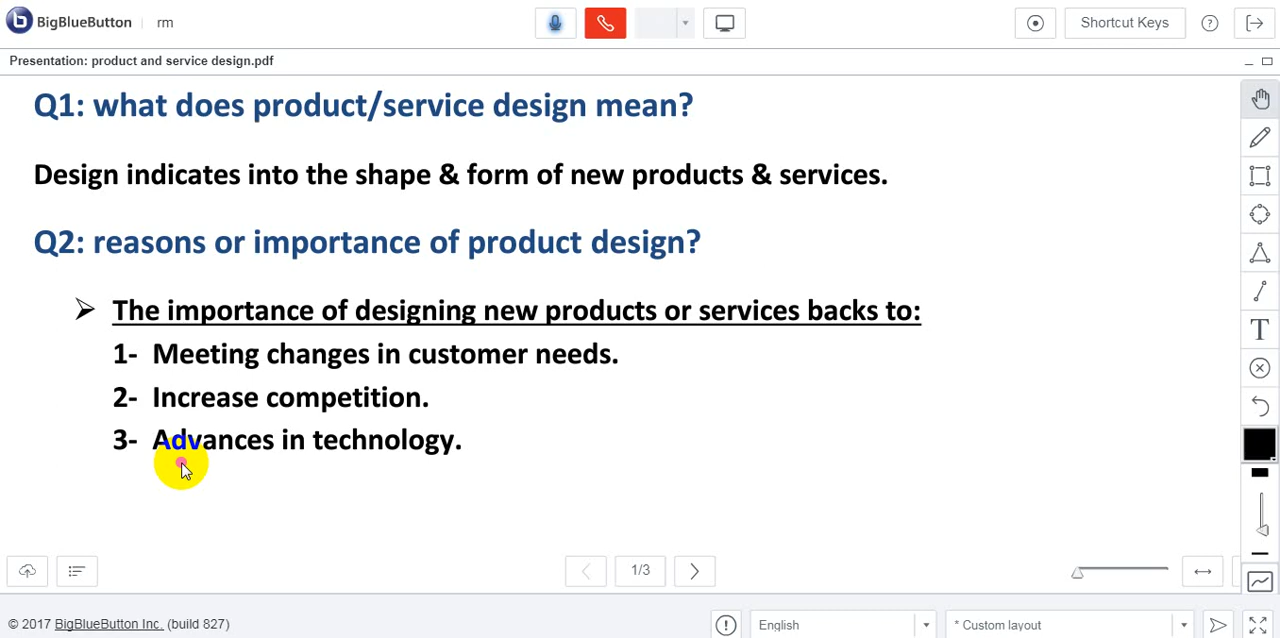 BigBlueButton rm
Shortcut Keys
Presentation: product and service design.pdf
Q1: what does product/service design mean?
Design indicates into the shape & form of new products & services.
Q2: reasons or importance of product design?
The importance of designing new products or services backs to:
1- Meeting changes in customer needs.
2- Increase competition.
3- Advances in technology.
1/3
© 2017 BigBlueButton Inc. (build 827)
English
* Custom layout